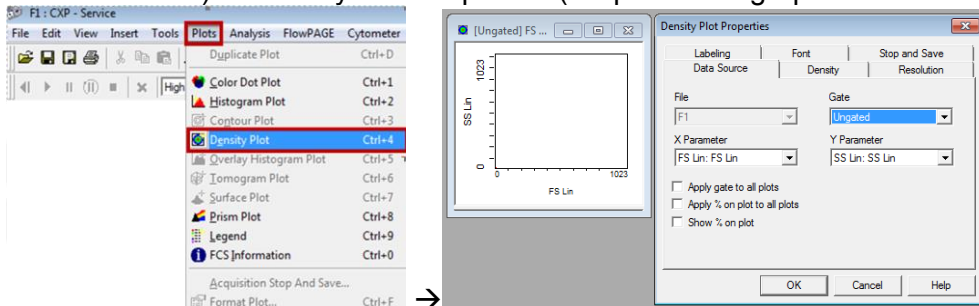 F1 : CXP - Service
File Edit View Insert Tools Plots Analysis FlowPAGE Cytometer
High
Duplicate Plot Ctrl+D
Color Dot Plot Ctrl+1
Histogram Plot Ctrl+2
Contour Plot Ctrl+3
Density Plot Ctrl+4
Overlay Histogram Plot Ctrl+5
Tomogram Plot Ctrl+6
Surface Plot Ctrl+7
Prism Plot Ctrl+8
Legend Ctrl+9
FCS Information Ctrl+0
Acquisition Stop And Save...
Format Plot... Ctrl+F
→
[Ungated] FS ...
1023
SS Lin
0
0 1023
FS Lin
Density Plot Properties
Labeling Font Stop and Save
Data Source Density Resolution
File Gate
F1 Ungated
X Parameter Y Parameter
FS Lin: FS Lin SS Lin: SS Lin
Apply gate to all plots
Apply % on plot to all plots
Show % on plot
OK Cancel Help